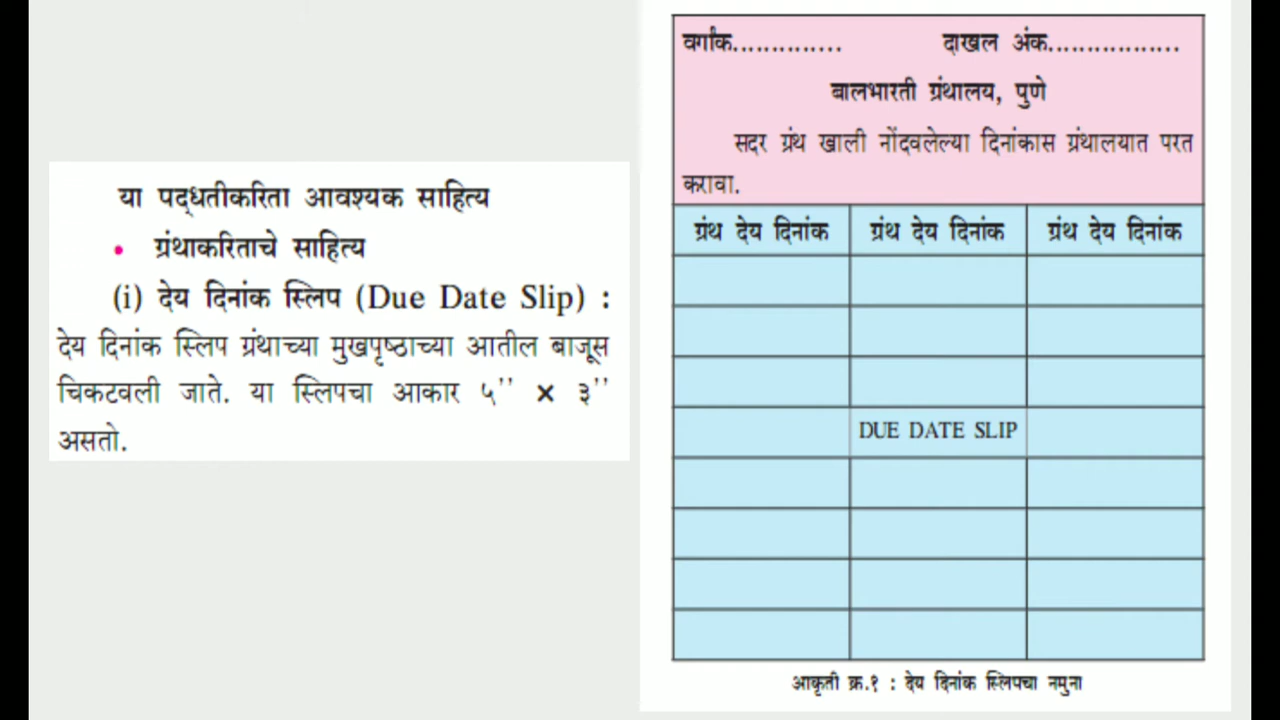 या पद्धतीकरिता आवश्यक साहित्य
• ग्रंथाकरिताचे साहित्य
(i) देय दिनांक स्लिप (Due Date Slip) :
देय दिनांक स्लिप ग्रंथाच्या मुखपृष्ठाच्या आतील बाजूस
चिकटवली जाते. या स्लिपचा आकार ५’’ × ३’’
असतो.
वर्गांक.............. दाखल अंक.................
बालभारती ग्रंथालय, पुणे
सदर ग्रंथ खाली नोंदवलेल्या दिनांकास ग्रंथालयात परत
करावा.
ग्रंथ देय दिनांक ग्रंथ देय दिनांक ग्रंथ देय दिनांक
DUE DATE SLIP
आकृती क्र.१ : देय दिनांक स्लिपचा नमुना